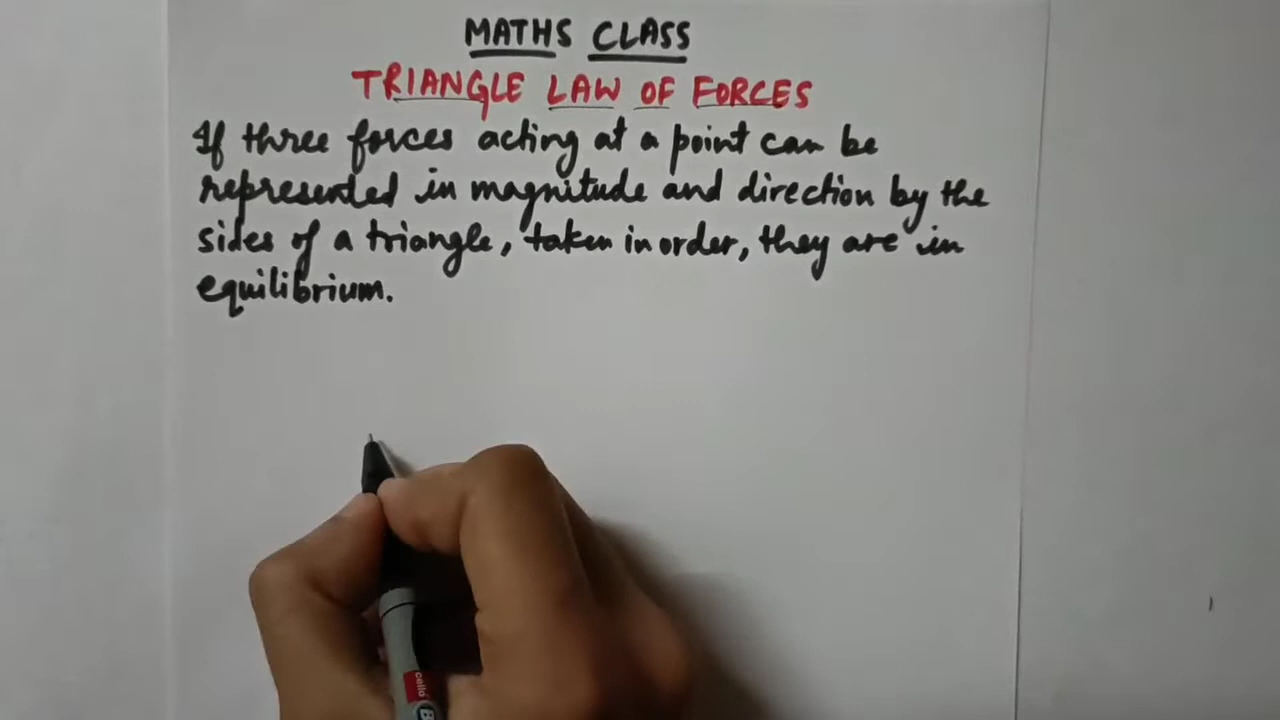 MATHS CLASS
TRIANGLE LAW OF FORCES
If three forces acting at a point can be
represented in magnitude and direction by the
sides of a triangle, taken in order, they are in
equilibrium.
cello